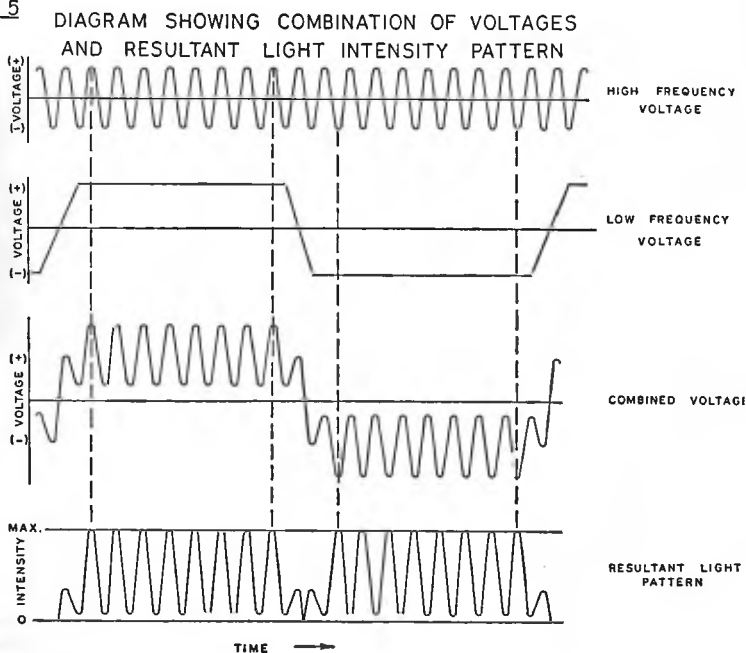 5
DIAGRAM SHOWING COMBINATION OF VOLTAGES
AND RESULTANT LIGHT INTENSITY PATTERN
(+)
VOLTAGE
(-)
HIGH FREQUENCY
VOLTAGE
(+)
VOLTAGE
(-)
LOW FREQUENCY
VOLTAGE
(+)
VOLTAGE
(-)
COMBINED VOLTAGE
MAX.
INTENSITY
O
RESULTANT LIGHT
PATTERN
TIME